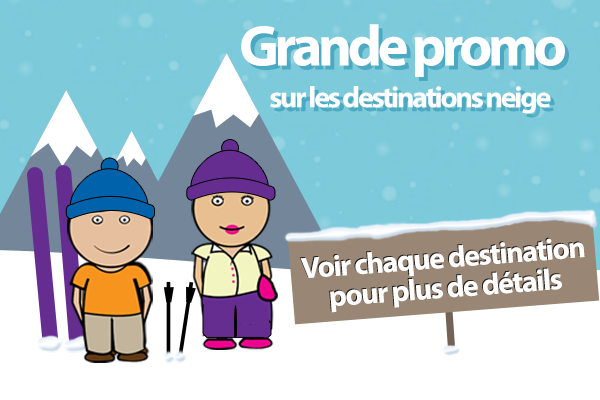 Grande promo
sur les destinations neige
Voir chaque destination
pour plus de détails